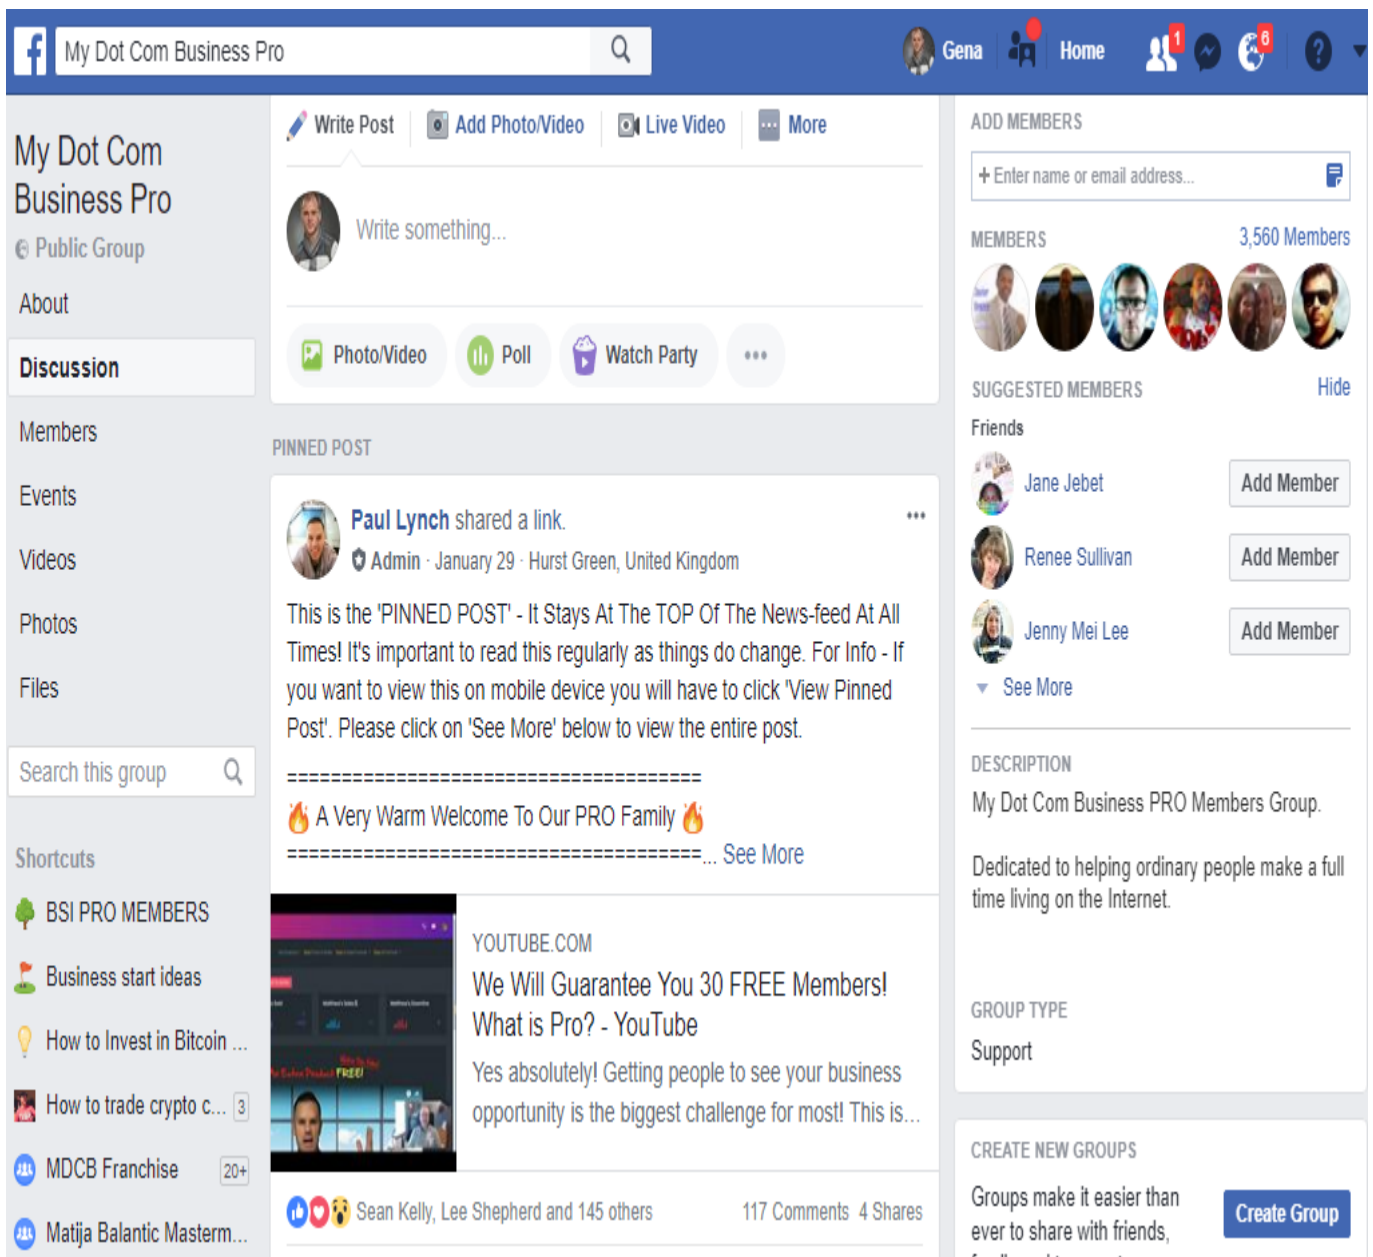 My Dot Com Business Pro
Gena
Home
1
6
My Dot Com
Business Pro
Public Group
About
Discussion
Members
Events
Videos
Photos
Files
Search this group
Shortcuts
BSI PRO MEMBERS
Business start ideas
How to Invest in Bitcoin ...
How to trade crypto c... 3
MDCB Franchise 20+
Matija Balantic Masterm...
Write Post
Add Photo/Video
Live Video
More
Write something...
Photo/Video
Poll
Watch Party
PINNED POST
Paul Lynch shared a link.
Admin · January 29 · Hurst Green, United Kingdom
This is the 'PINNED POST' - It Stays At The TOP Of The News-feed At All
Times! It's important to read this regularly as things do change. For Info - If
you want to view this on mobile device you will have to click 'View Pinned
Post'. Please click on 'See More' below to view the entire post.
======================================
🔥 A Very Warm Welcome To Our PRO Family 🔥
======================================... See More
FREE!
YOUTUBE.COM
We Will Guarantee You 30 FREE Members!
What is Pro? - YouTube
Yes absolutely! Getting people to see your business
opportunity is the biggest challenge for most! This is...
Sean Kelly, Lee Shepherd and 145 others
117 Comments 4 Shares
ADD MEMBERS
+ Enter name or email address...
MEMBERS
3,560 Members
SUGGESTED MEMBERS
Hide
Friends
Jane Jebet
Add Member
Renee Sullivan
Add Member
Jenny Mei Lee
Add Member
See More
DESCRIPTION
My Dot Com Business PRO Members Group.
Dedicated to helping ordinary people make a full
time living on the Internet.
GROUP TYPE
Support
CREATE NEW GROUPS
Groups make it easier than
ever to share with friends,
Create Group